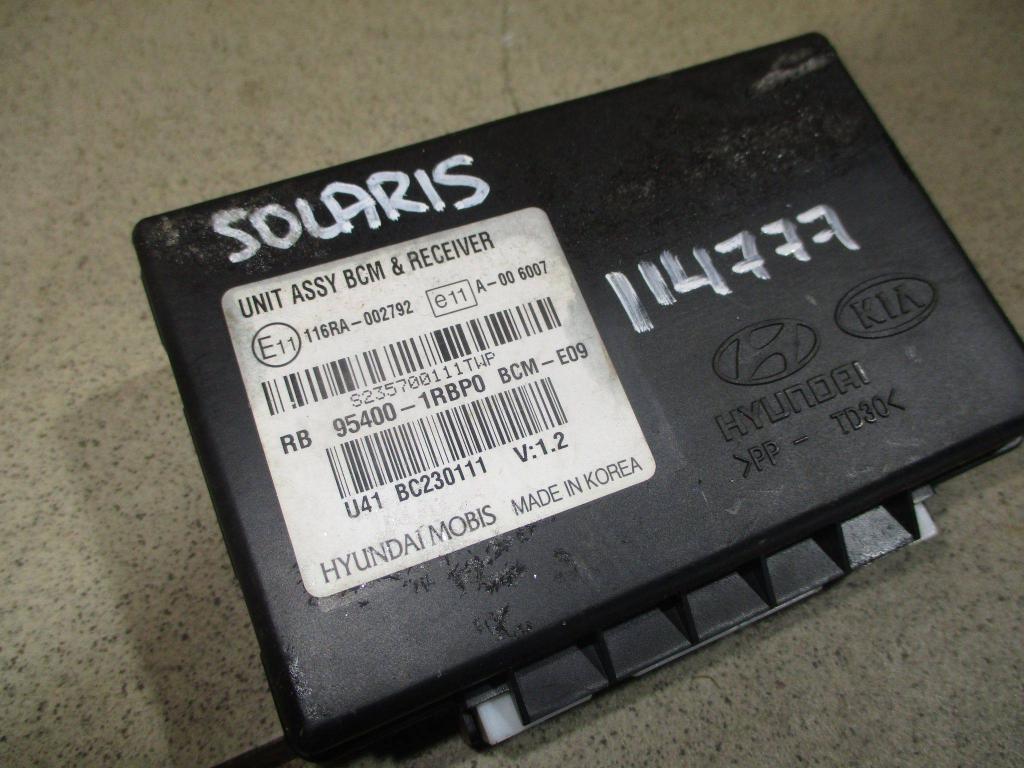 SOLARIS
114777
UNIT ASSY BCM & RECEIVER
E11 116RA-002792 e11 A-00 6007
S235700111TWP
RB 95400-1RBP0 BCM-E09
U41 BC230111 V:1.2
HYUNDAI MOBIS MADE IN KOREA
KIA
HYUNDAI
>PP - TD30<